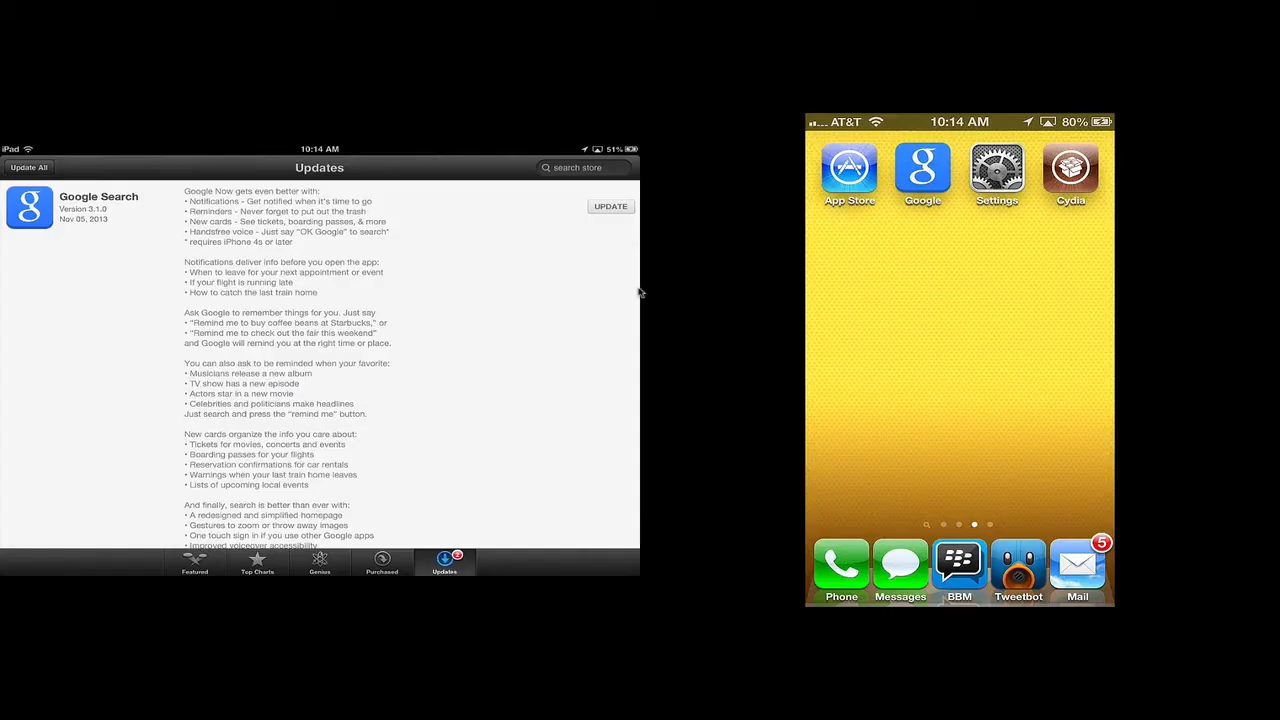 iPad 10:14 AM 51%
Update All Updates search store
Google Search
Version 3.1.0
Nov 05, 2013
UPDATE
Google Now gets even better with:
• Notifications - Get notified when it's time to go
• Reminders - Never forget to put out the trash
• New cards - See tickets, boarding passes, & more
• Handsfree voice - Just say "OK Google" to search*
* requires iPhone 4s or later
Notifications deliver info before you open the app:
• When to leave for your next appointment or event
• If your flight is running late
• How to catch the last train home
Ask Google to remember things for you. Just say
• "Remind me to buy coffee beans at Starbucks," or
• "Remind me to check out the fair this weekend"
and Google will remind you at the right time or place.
You can also ask to be reminded when your favorite:
• Musicians release a new album
• TV show has a new episode
• Actors star in a new movie
• Celebrities and politicians make headlines
Just search and press the "remind me" button.
New cards organize the info you care about:
• Tickets for movies, concerts and events
• Boarding passes for your flights
• Reservation confirmations for car rentals
• Warnings when your last train home leaves
• Lists of upcoming local events
And finally, search is better than ever with:
• A redesigned and simplified homepage
• Gestures to zoom or throw away images
• One touch sign in if you use other Google apps
• Improved voiceover accessibility
Featured Top Charts Genius Purchased Updates 2
AT&T 10:14 AM 80%
g
App Store Google Settings Cydia
5
Phone Messages BBM Tweetbot Mail